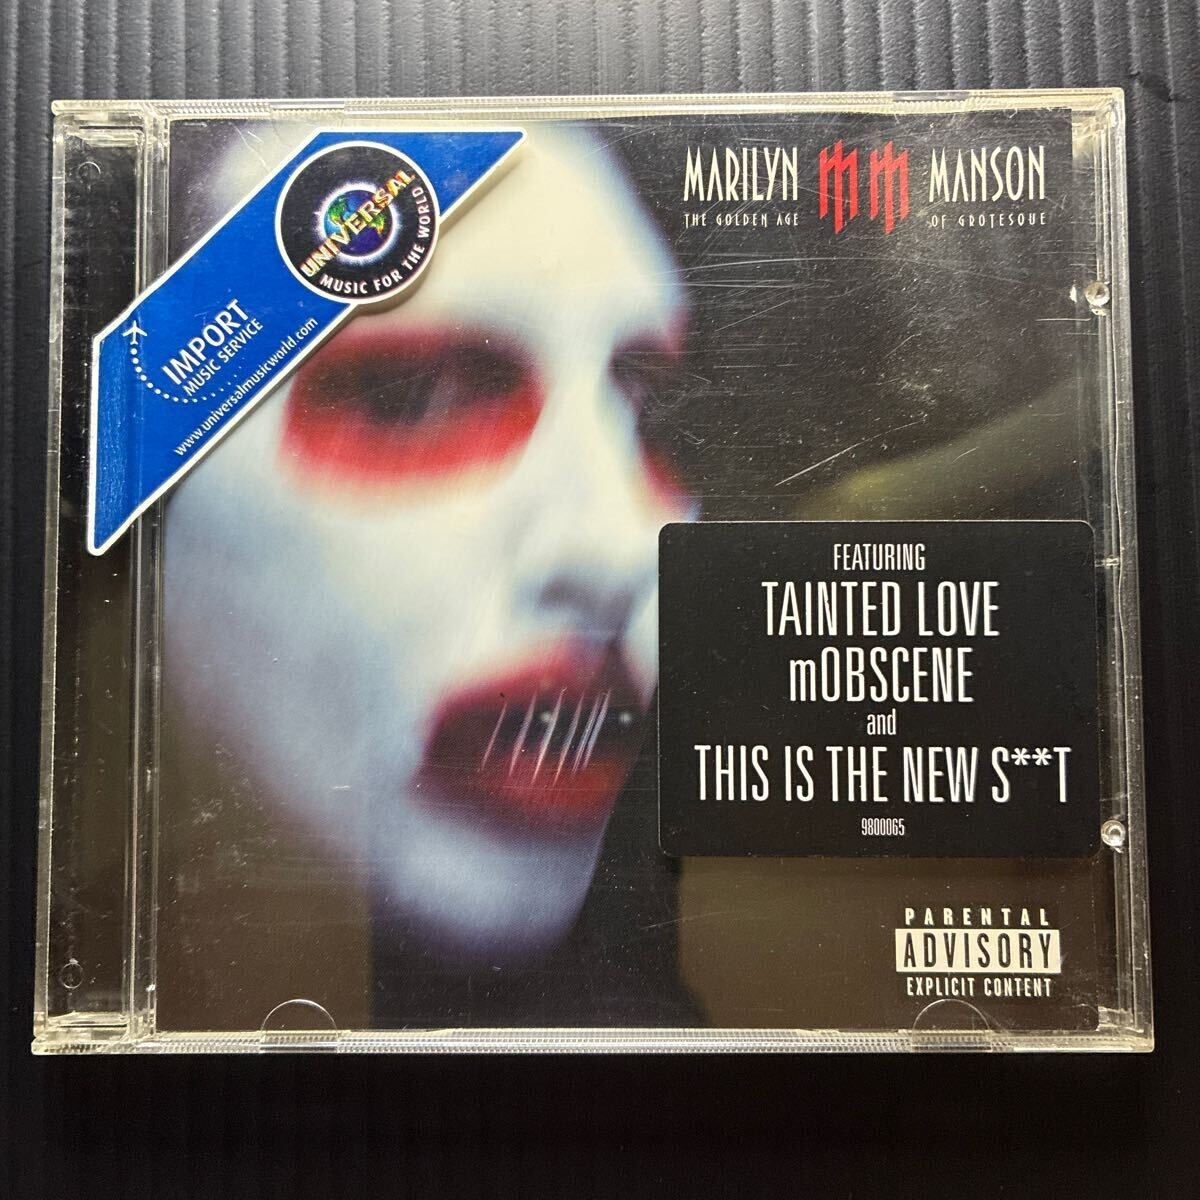 MARILYN MM MANSON
THE GOLDEN AGE OF GROTESQUE
UNIVERSAL
MUSIC FOR THE WORLD
IMPORT
MUSIC SERVICE
www.universalmusicworld.com
FEATURING
TAINTED LOVE
mOBSCENE
and
THIS IS THE NEW S**T
9800065
PARENTAL
ADVISORY
EXPLICIT CONTENT